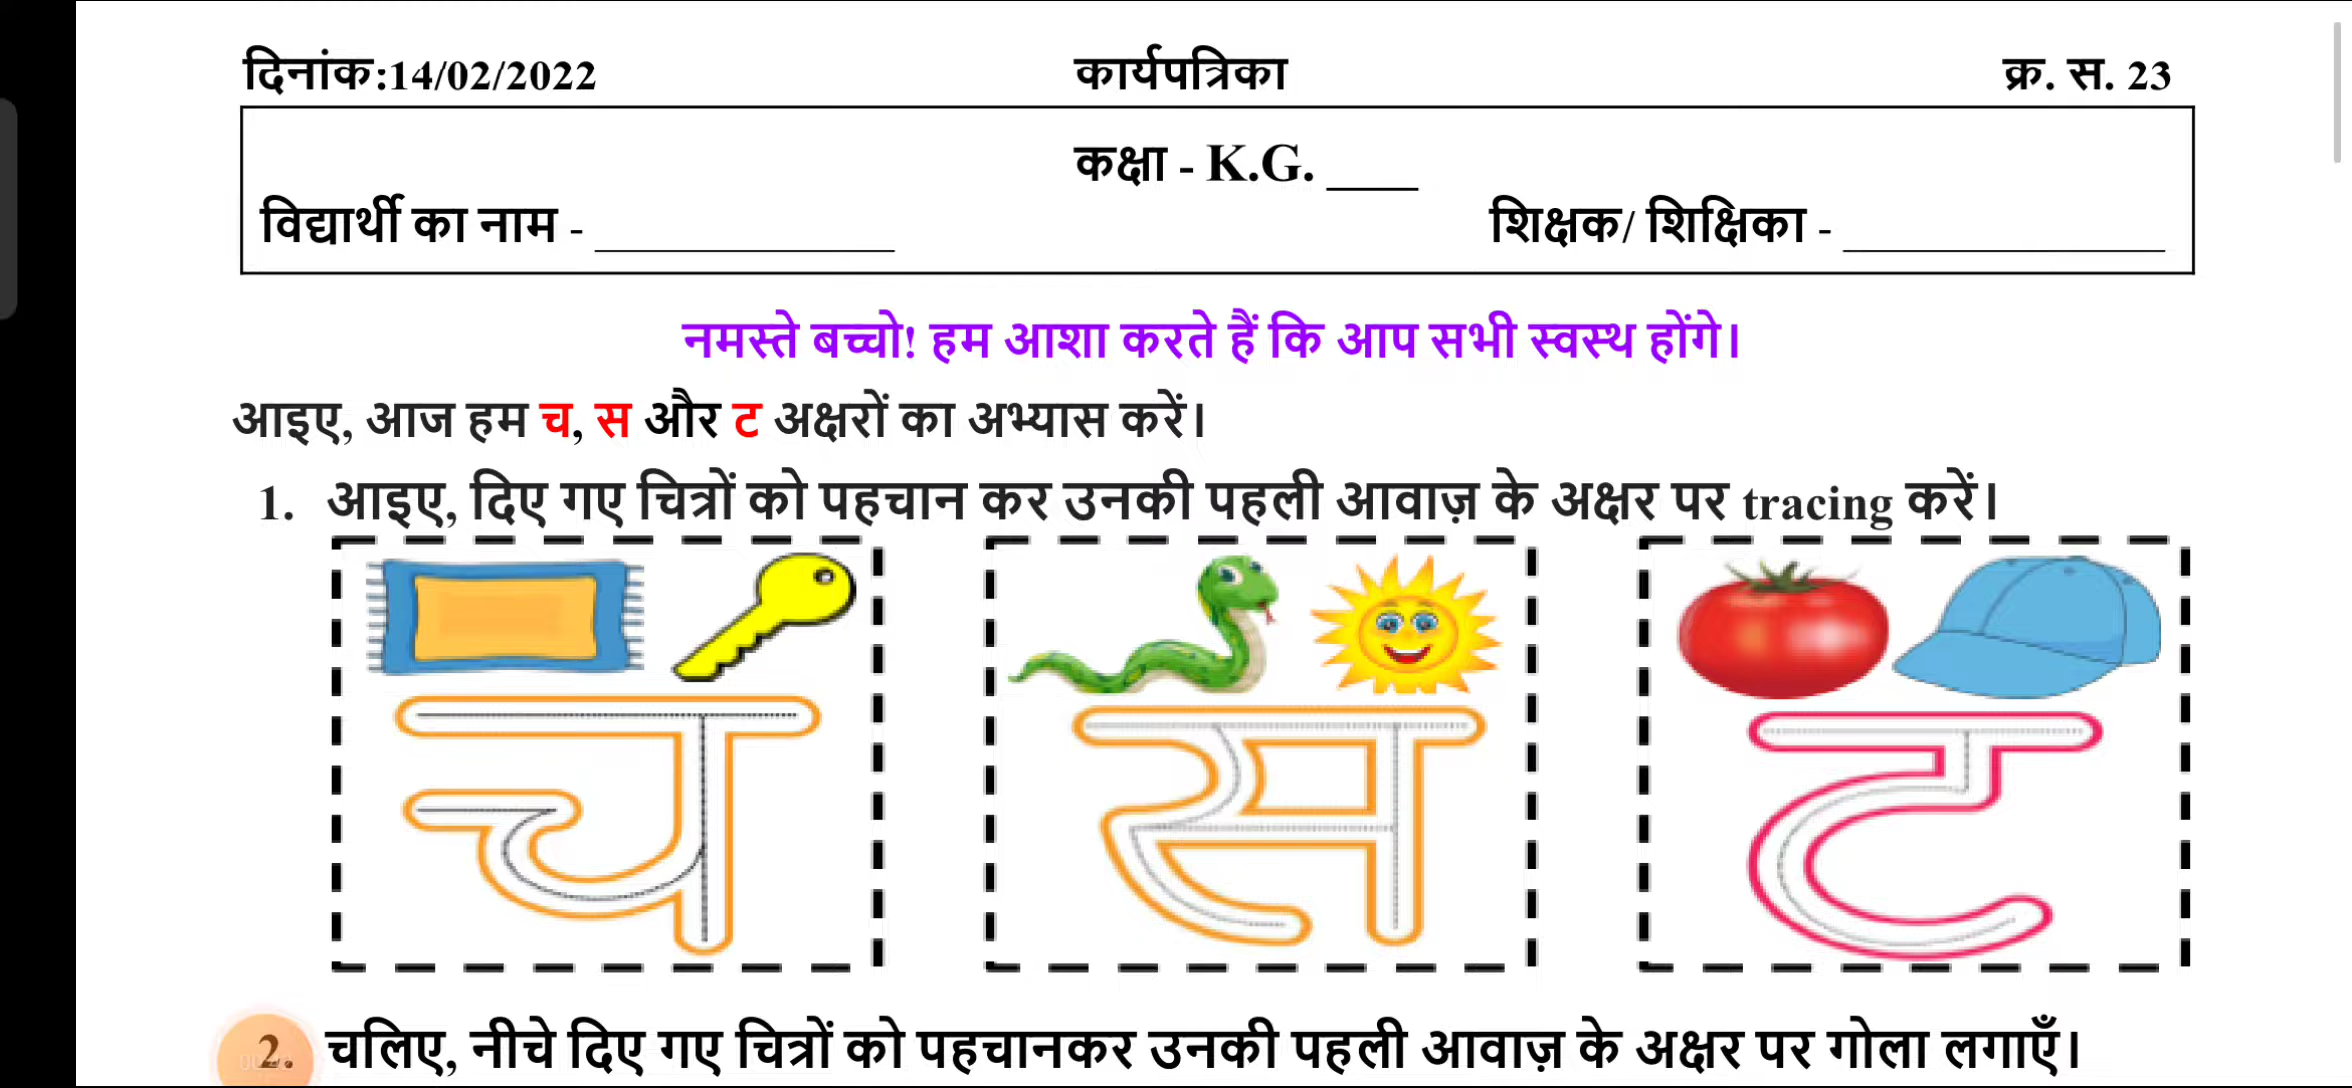 दिनांक:14/02/2022 कार्यपत्रिका क्र. स. 23
कक्षा - K.G. ____
विद्यार्थी का नाम - ____________ शिक्षक/ शिक्षिका - ____________
नमस्ते बच्चो! हम आशा करते हैं कि आप सभी स्वस्थ होंगे।
आइए, आज हम च, स और ट अक्षरों का अभ्यास करें।
1. आइए, दिए गए चित्रों को पहचान कर उनकी पहली आवाज़ के अक्षर पर tracing करें।
च स ट
2. चलिए, नीचे दिए गए चित्रों को पहचानकर उनकी पहली आवाज़ के अक्षर पर गोला लगाएँ।